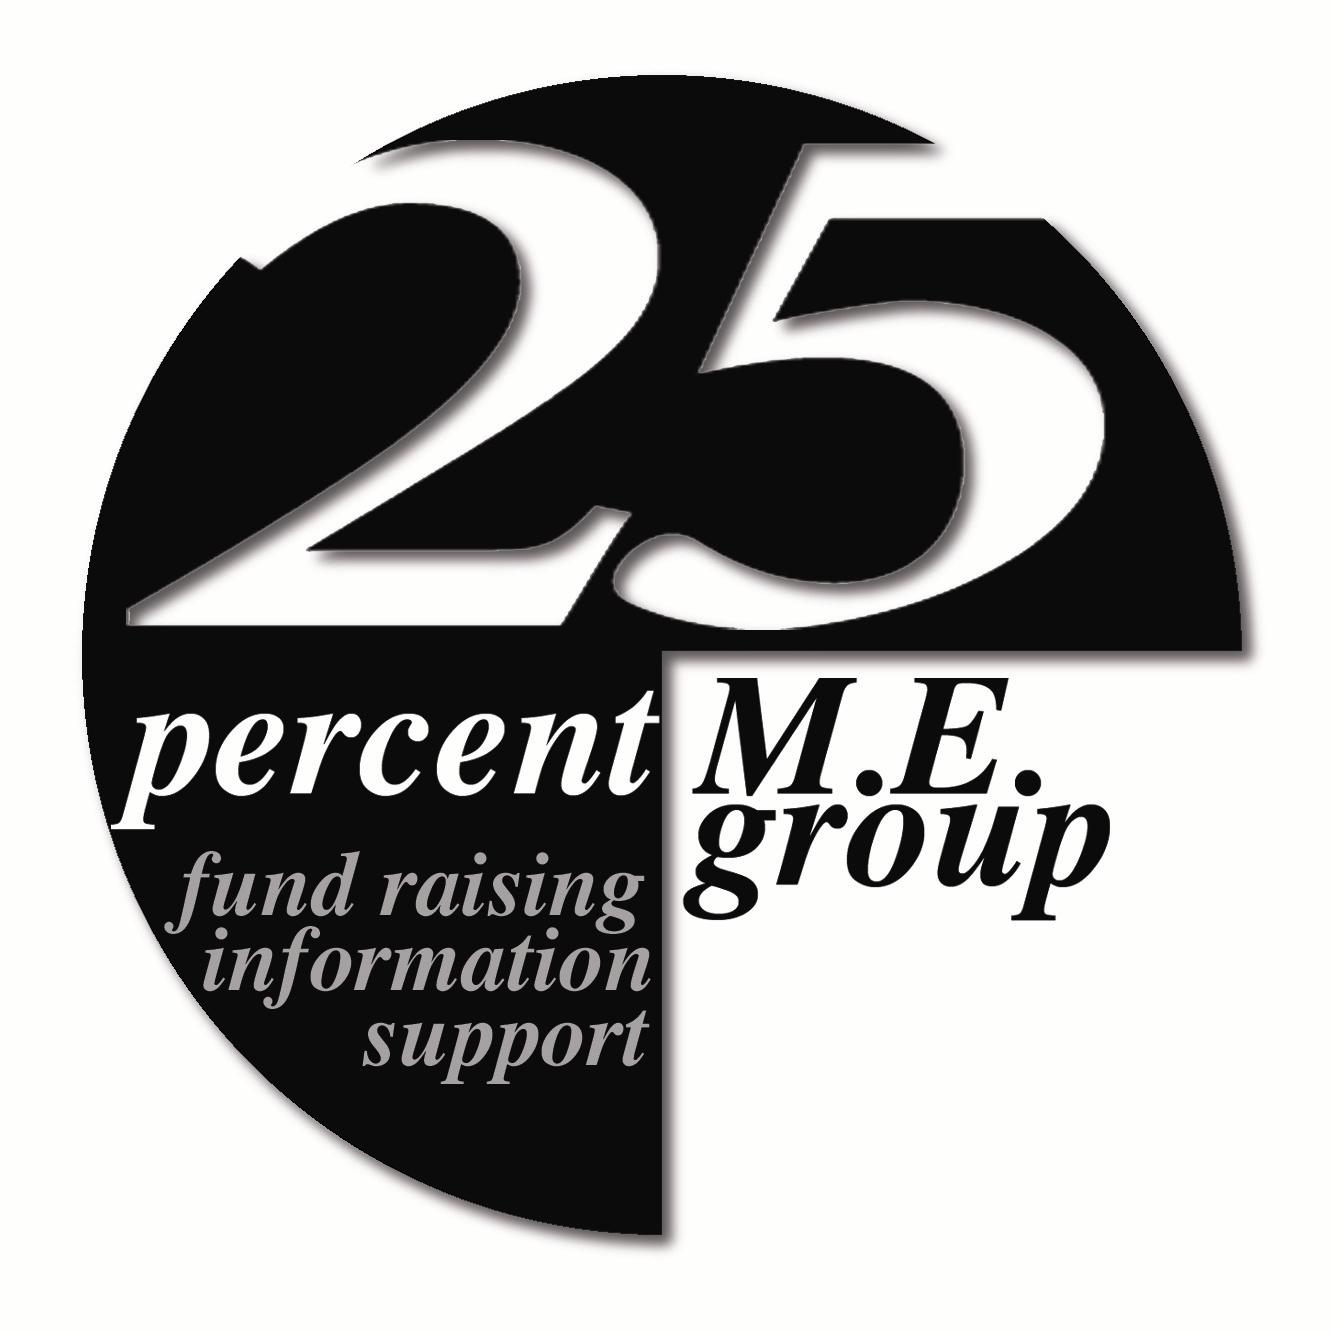 25
percent M.E.
group
fund raising
information
support